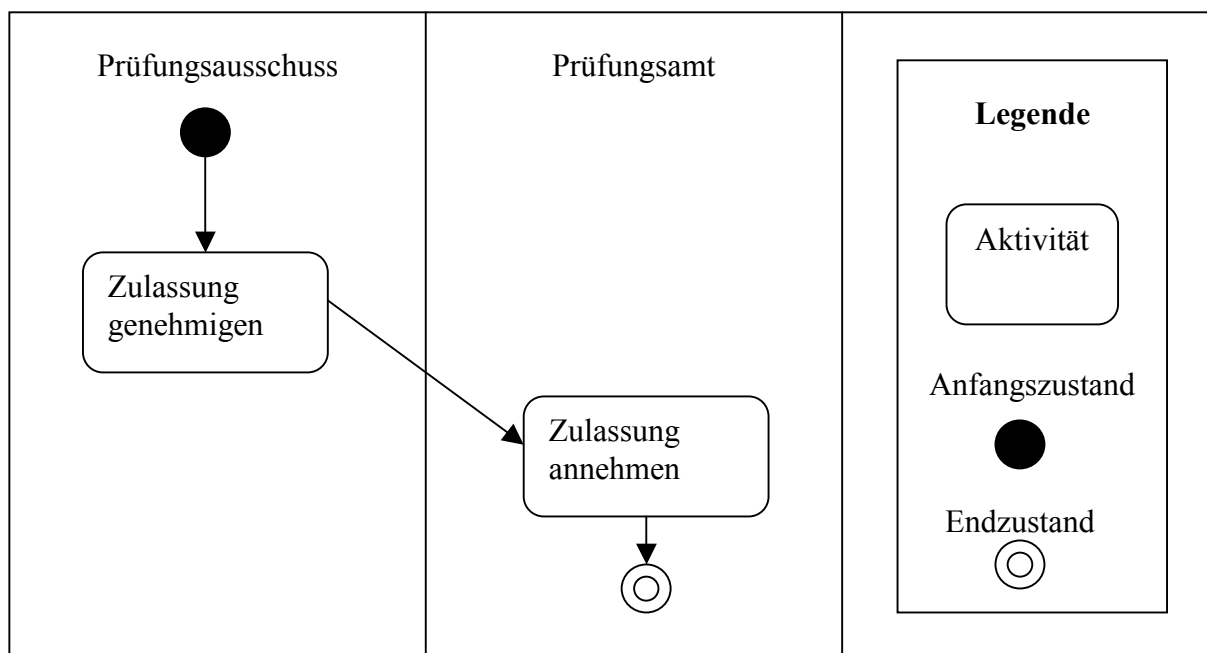 Prüfungsausschuss
Zulassung
genehmigen
Prüfungsamt
Zulassung
annehmen
Legende
Aktivität
Anfangszustand
Endzustand